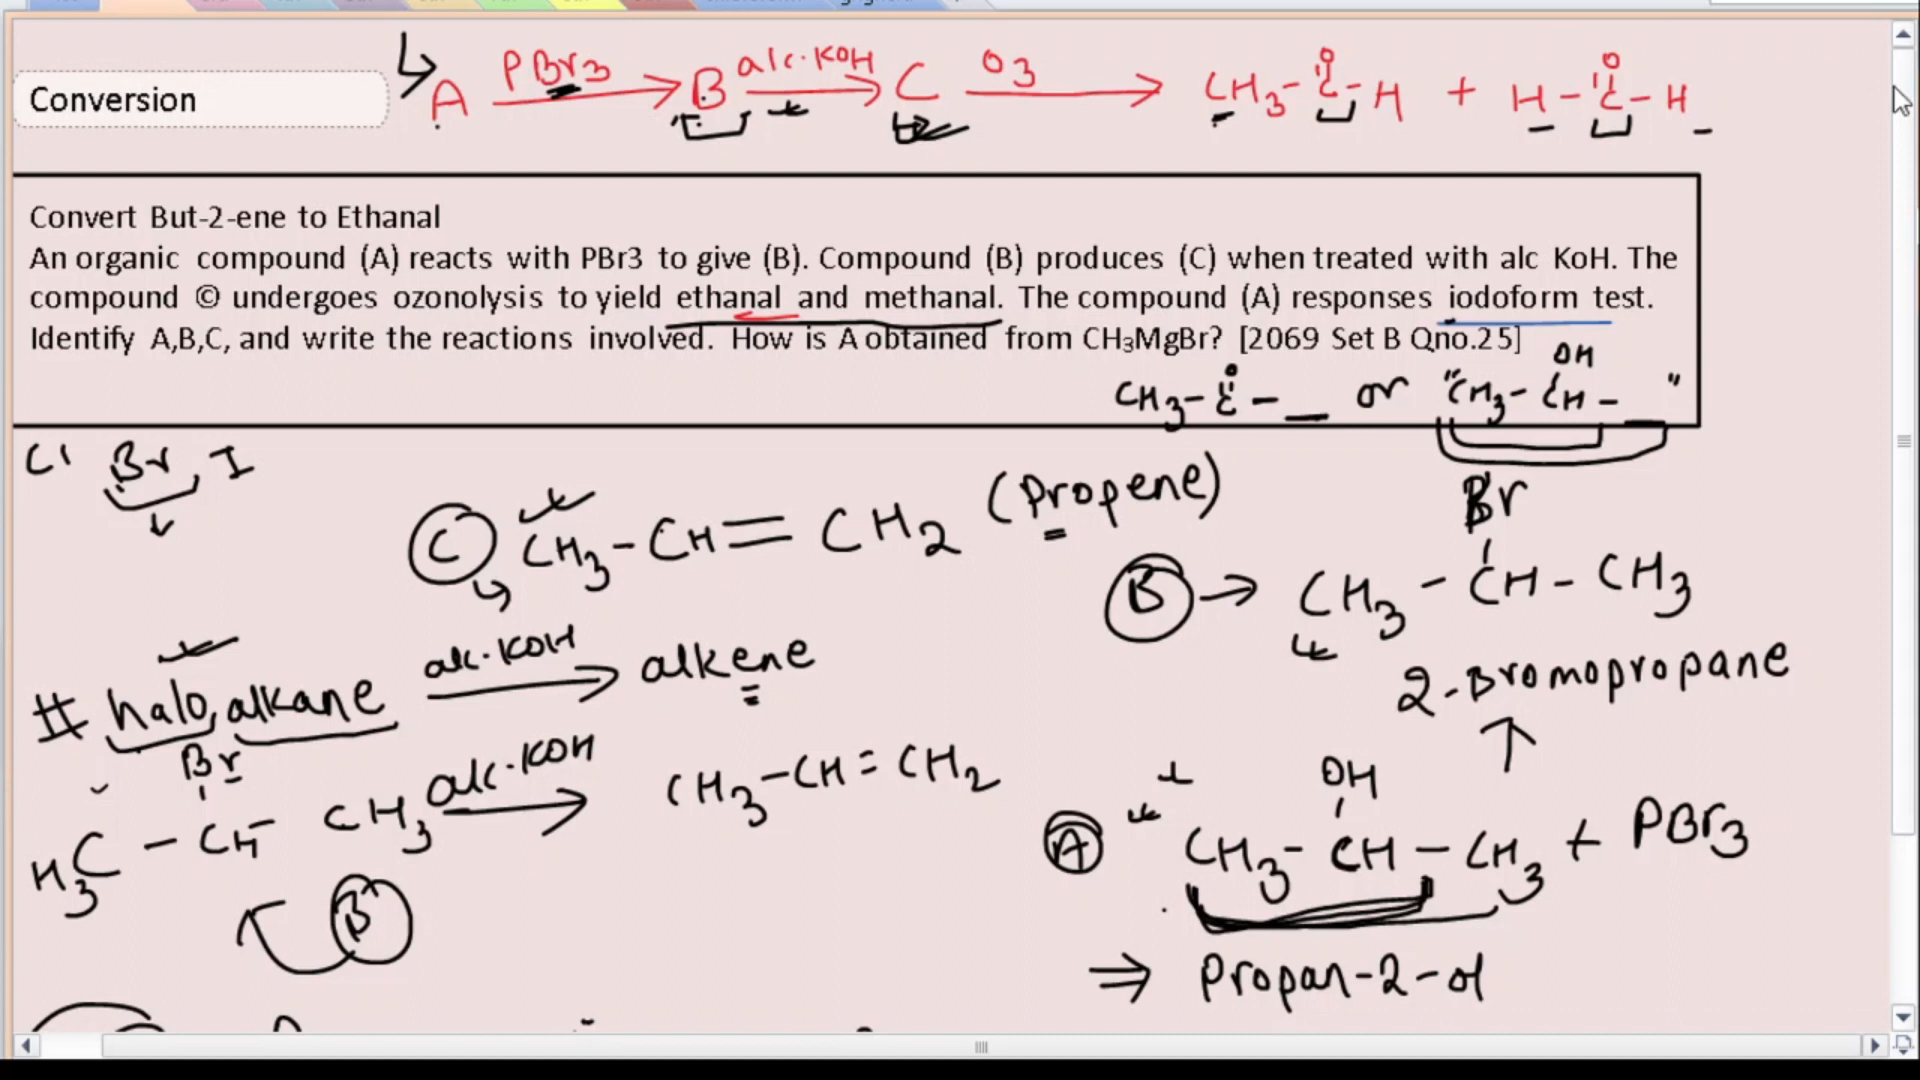 Conversion
A PBr3 → B alc·KOH → C O3 → CH3-C-H + H-C-H
O O
Convert But-2-ene to Ethanal
An organic compound (A) reacts with PBr3 to give (B). Compound (B) produces (C) when treated with alc KoH. The
compound © undergoes ozonolysis to yield ethanal and methanal. The compound (A) responses iodoform test.
Identify A,B,C, and write the reactions involved. How is A obtained from CH₃MgBr? [2069 Set B Qno.25]
O OH
CH3-C-__ or "CH3-CH-__"
Cl Br, I
C CH3-CH=CH2 (Propene)
Br
B → CH3-CH-CH3
2-Bromopropane
# halo,alkane alc·KOH → alkene
Br
H3C-CH- CH3 alc·KOH → CH3-CH=CH2
B
OH
A CH3-CH-CH3 + PBr3
⇒ Propan-2-ol